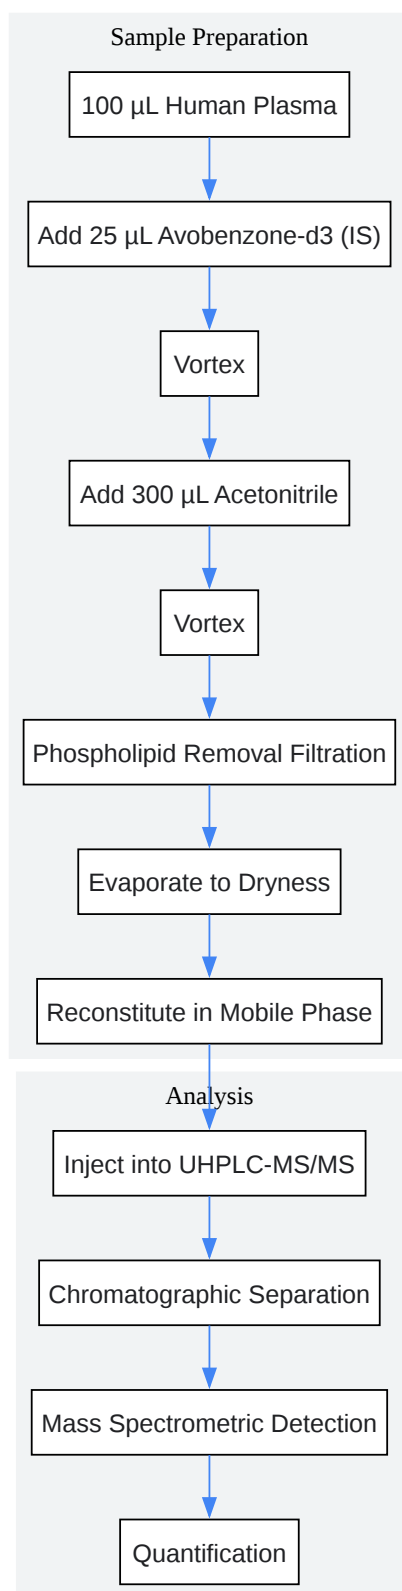 Sample Preparation
100 µL Human Plasma
Add 25 µL Avobenzone-d3 (IS)
Vortex
Add 300 µL Acetonitrile
Vortex
Phospholipid Removal Filtration
Evaporate to Dryness
Reconstitute in Mobile Phase
Analysis
Inject into UHPLC-MS/MS
Chromatographic Separation
Mass Spectrometric Detection
Quantification